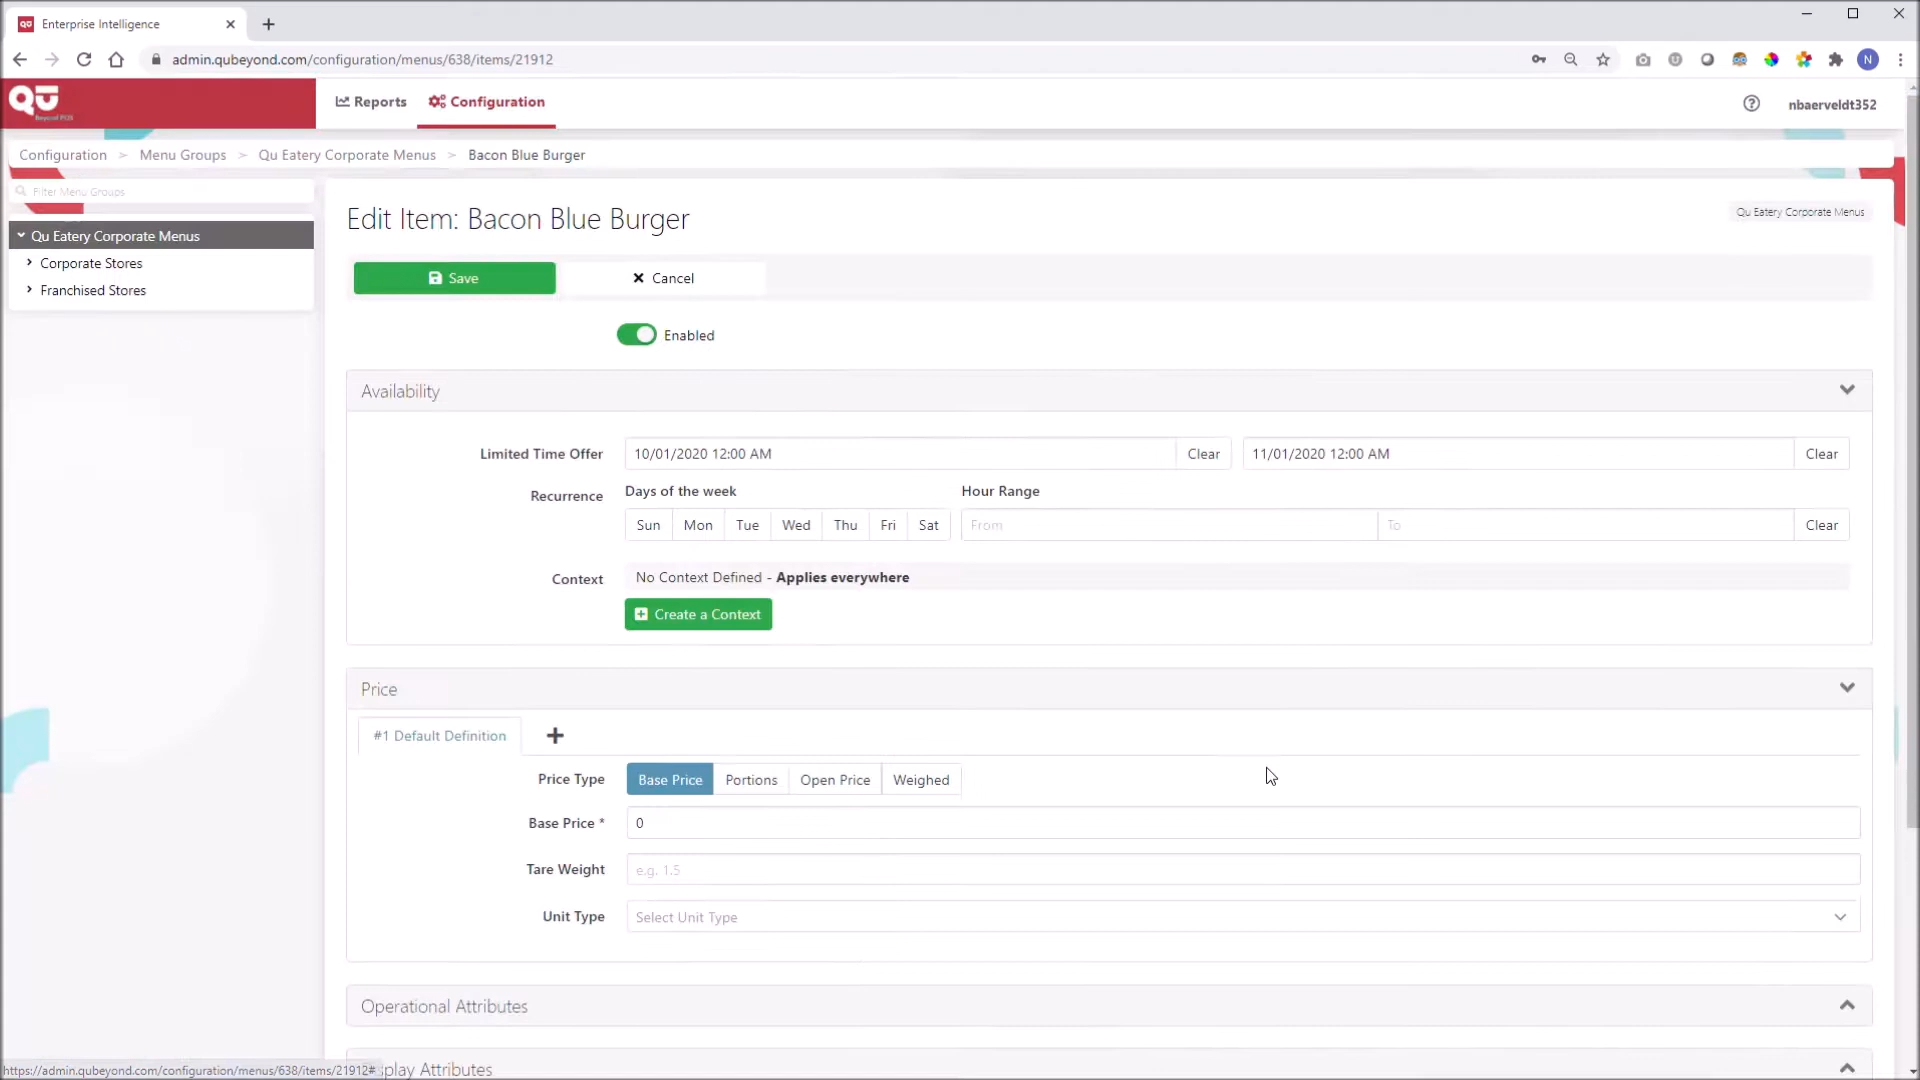 Enterprise Intelligence
admin.qubeyond.com/configuration/menus/638/items/21912
N
QU
Beyond POS
Reports
Configuration
nbaerveldt352
Configuration > Menu Groups > Qu Eatery Corporate Menus > Bacon Blue Burger
Filter Menu Groups
Qu Eatery Corporate Menus
Corporate Stores
Franchised Stores
Edit Item: Bacon Blue Burger
Qu Eatery Corporate Menus
Save
Cancel
Enabled
Availability
Limited Time Offer
10/01/2020 12:00 AM
Clear
11/01/2020 12:00 AM
Clear
Recurrence
Days of the week
Hour Range
Sun Mon Tue Wed Thu Fri Sat
From
To
Clear
Context
No Context Defined - Applies everywhere
Create a Context
Price
#1 Default Definition
Price Type
Base Price Portions Open Price Weighed
Base Price *
0
Tare Weight
e.g. 1.5
Unit Type
Select Unit Type
Operational Attributes
https://admin.qubeyond.com/configuration/menus/638/items/21912#
splay Attributes